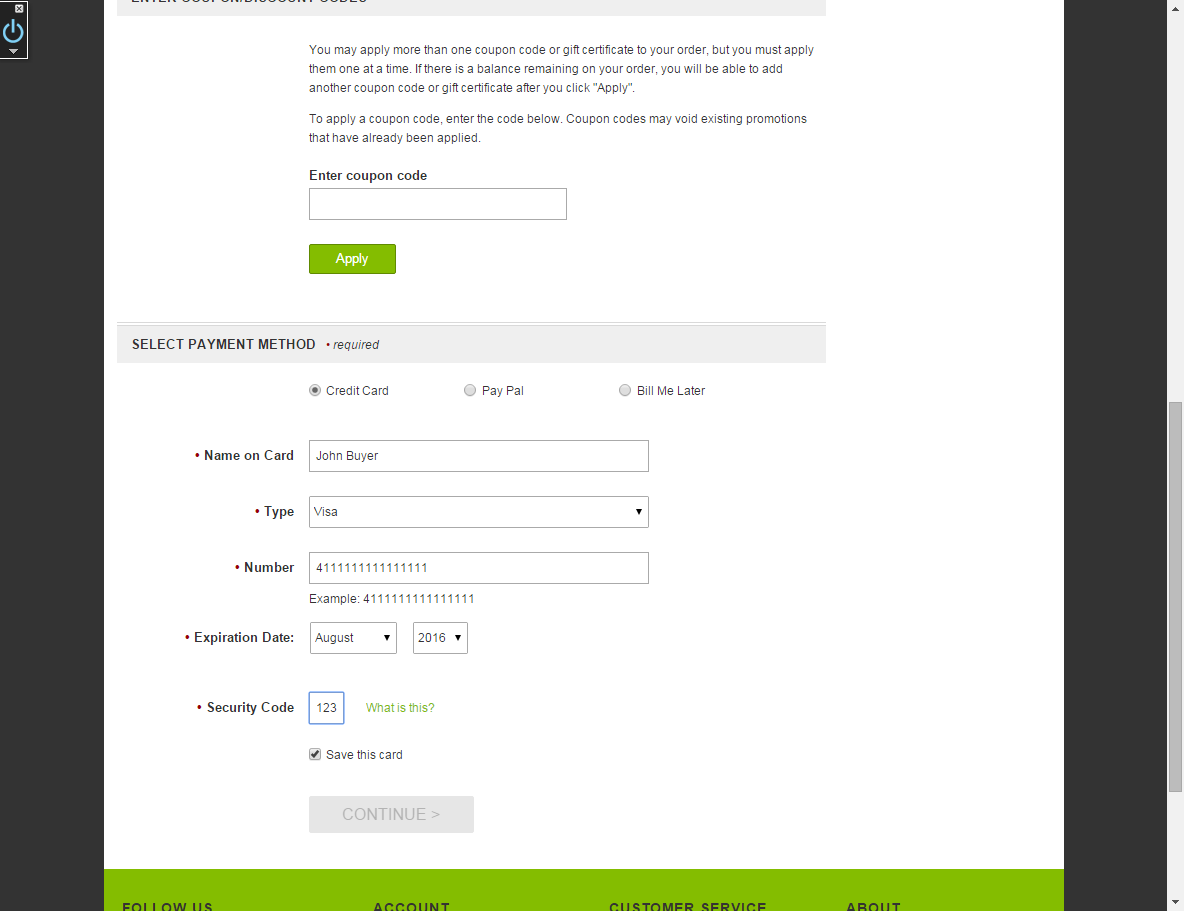 ENTER COUPON/DISCOUNT CODES
You may apply more than one coupon code or gift certificate to your order, but you must apply
them one at a time. If there is a balance remaining on your order, you will be able to add
another coupon code or gift certificate after you click "Apply".
To apply a coupon code, enter the code below. Coupon codes may void existing promotions
that have already been applied.
Enter coupon code
Apply
SELECT PAYMENT METHOD • required
Credit Card Pay Pal Bill Me Later
• Name on Card John Buyer
• Type Visa
• Number 4111111111111111
Example: 4111111111111111
• Expiration Date: August 2016
• Security Code 123 What is this?
Save this card
CONTINUE >
FOLLOW US ACCOUNT CUSTOMER SERVICE ABOUT